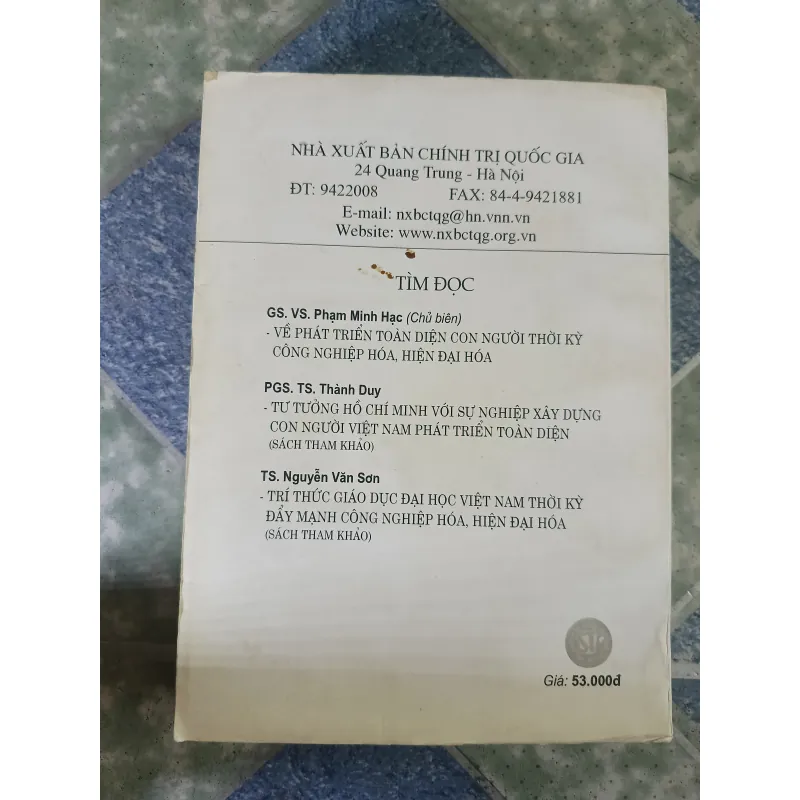 NHÀ XUẤT BẢN CHÍNH TRỊ QUỐC GIA
24 Quang Trung - Hà Nội
ĐT: 9422008 FAX: 84-4-9421881
E-mail: nxbctqg@hn.vnn.vn
Website: www.nxbctqg.org.vn
TÌM ĐỌC
GS. VS. Phạm Minh Hạc (Chủ biên)
- VỀ PHÁT TRIỂN TOÀN DIỆN CON NGƯỜI THỜI KỲ
CÔNG NGHIỆP HÓA, HIỆN ĐẠI HÓA
PGS. TS. Thành Duy
- TƯ TƯỞNG HỒ CHÍ MINH VỚI SỰ NGHIỆP XÂY DỰNG
CON NGƯỜI VIỆT NAM PHÁT TRIỂN TOÀN DIỆN
(SÁCH THAM KHẢO)
TS. Nguyễn Văn Sơn
- TRÍ THỨC GIÁO DỤC ĐẠI HỌC VIỆT NAM THỜI KỲ
ĐẨY MẠNH CÔNG NGHIỆP HÓA, HIỆN ĐẠI HÓA
(SÁCH THAM KHẢO)
Giá: 53.000đ